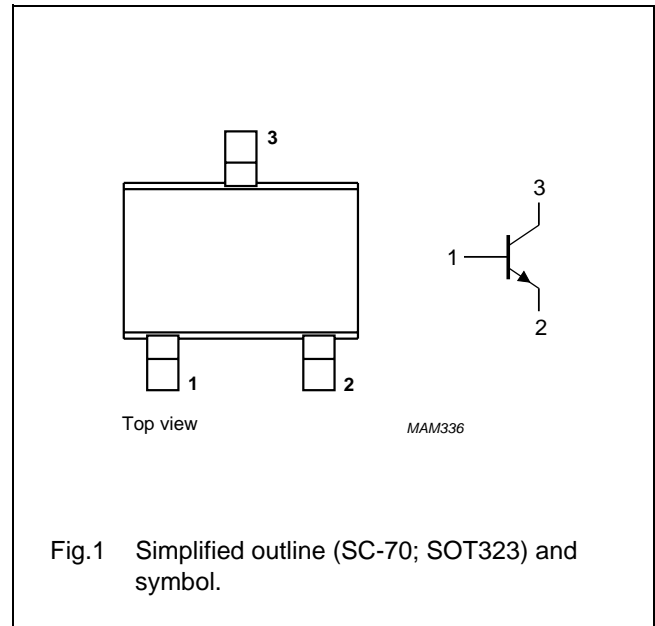 3
3
1
1
2
2
Top view
MAM336
Fig.1 Simplified outline (SC-70; SOT323) and
symbol.